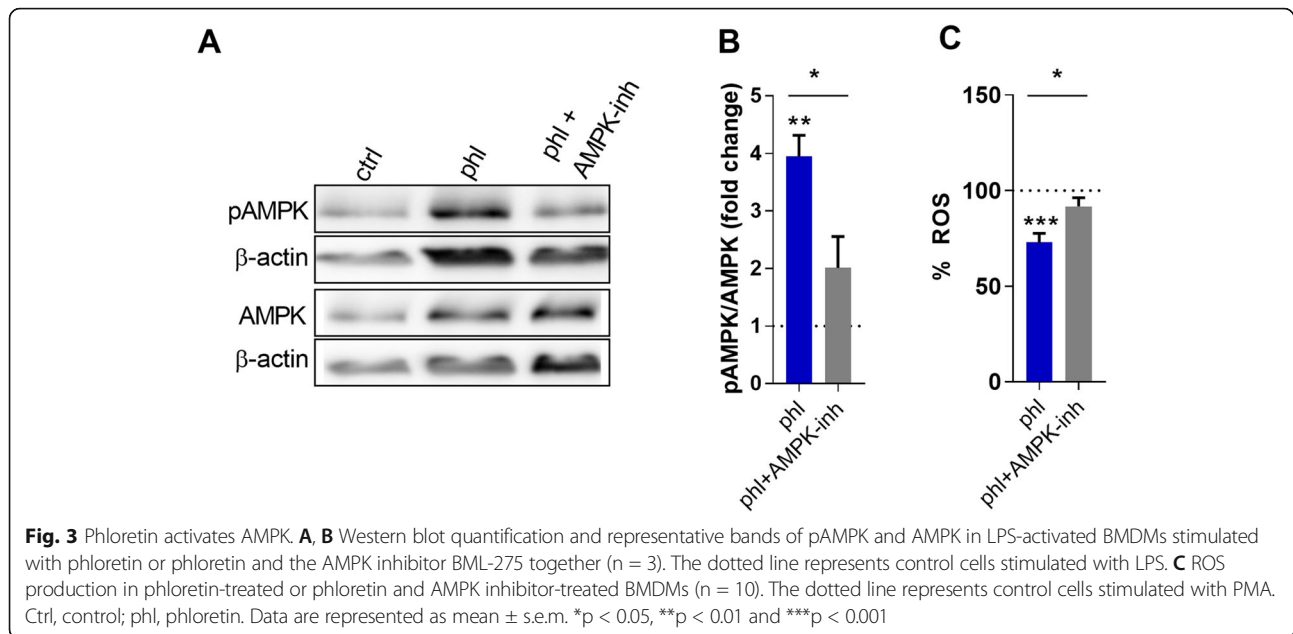 A
ctrl
phl
phl +
AMPK-inh
pAMPK
β-actin
AMPK
β-actin
B
*
**
pAMPK/AMPK (fold change)
5
4
3
2
1
0
phl
phl+AMPK-inh
C
*
***
% ROS
150
100
50
0
phl
phl+AMPK-inh
Fig. 3 Phloretin activates AMPK. A, B Western blot quantification and representative bands of pAMPK and AMPK in LPS-activated BMDMs stimulated
with phloretin or phloretin and the AMPK inhibitor BML-275 together (n = 3). The dotted line represents control cells stimulated with LPS. C ROS
production in phloretin-treated or phloretin and AMPK inhibitor-treated BMDMs (n = 10). The dotted line represents control cells stimulated with PMA.
Ctrl, control; phl, phloretin. Data are represented as mean ± s.e.m. *p < 0.05, **p < 0.01 and ***p < 0.001